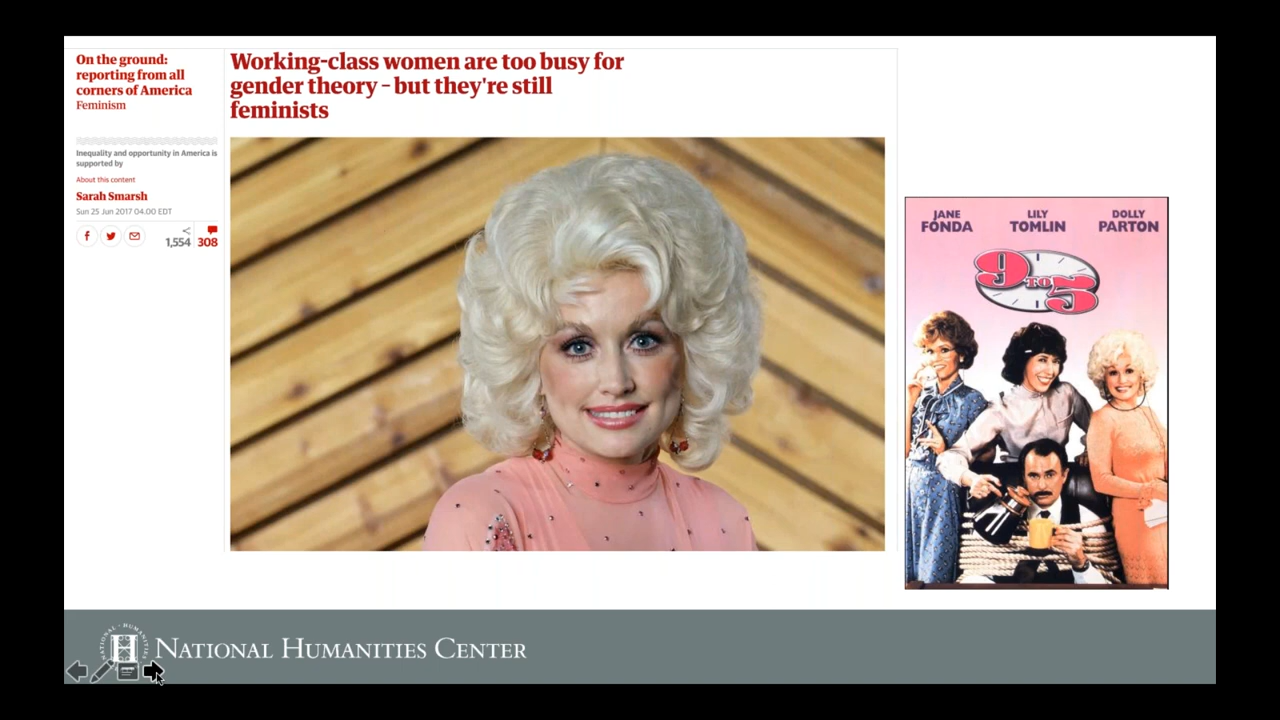 On the ground:
reporting from all
corners of America
Feminism
Inequality and opportunity in America is
supported by
About this content
Sarah Smarsh
Sun 25 Jun 2017 04.00 EDT
1,554
308
Working-class women are too busy for
gender theory – but they're still
feminists
JANE
FONDA
LILY
TOMLIN
DOLLY
PARTON
9 TO 5
NATIONAL HUMANITIES CENTER